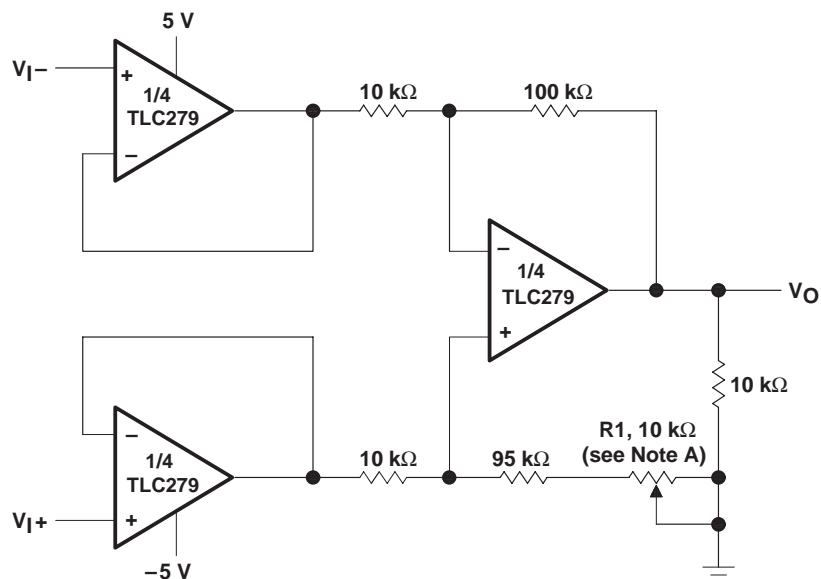 5 V
VI−
+
1/4
TLC279
−
10 kΩ
100 kΩ
−
1/4
TLC279
+
VO
10 kΩ
R1, 10 kΩ
(see Note A)
−
1/4
TLC279
+
10 kΩ
95 kΩ
VI+
−5 V